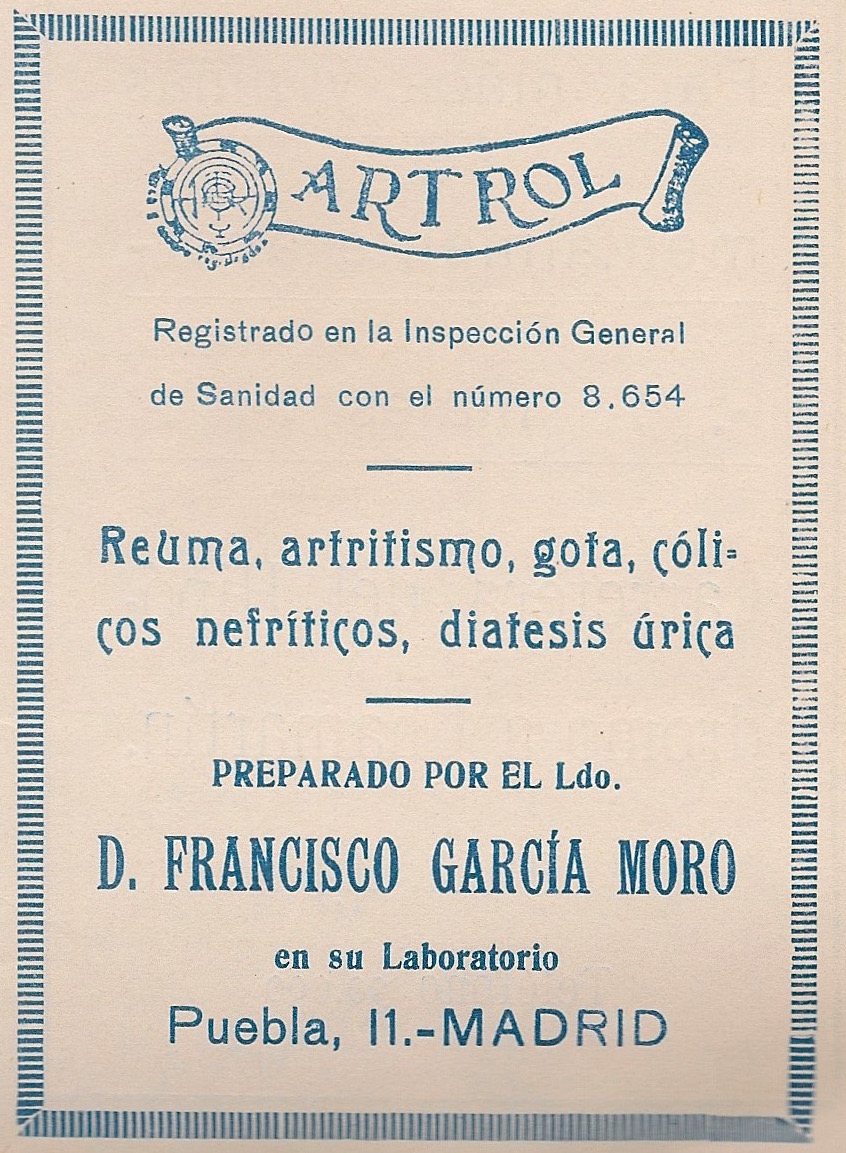 ARTROL
Registrado en la Inspección General
de Sanidad con el número 8.654
Reuma, artritismo, gota, cóli=
cos nefríticos, diatesis úrica
PREPARADO POR EL Ldo.
D. FRANCISCO GARCÍA MORO
en su Laboratorio
Puebla, 11.-MADRID